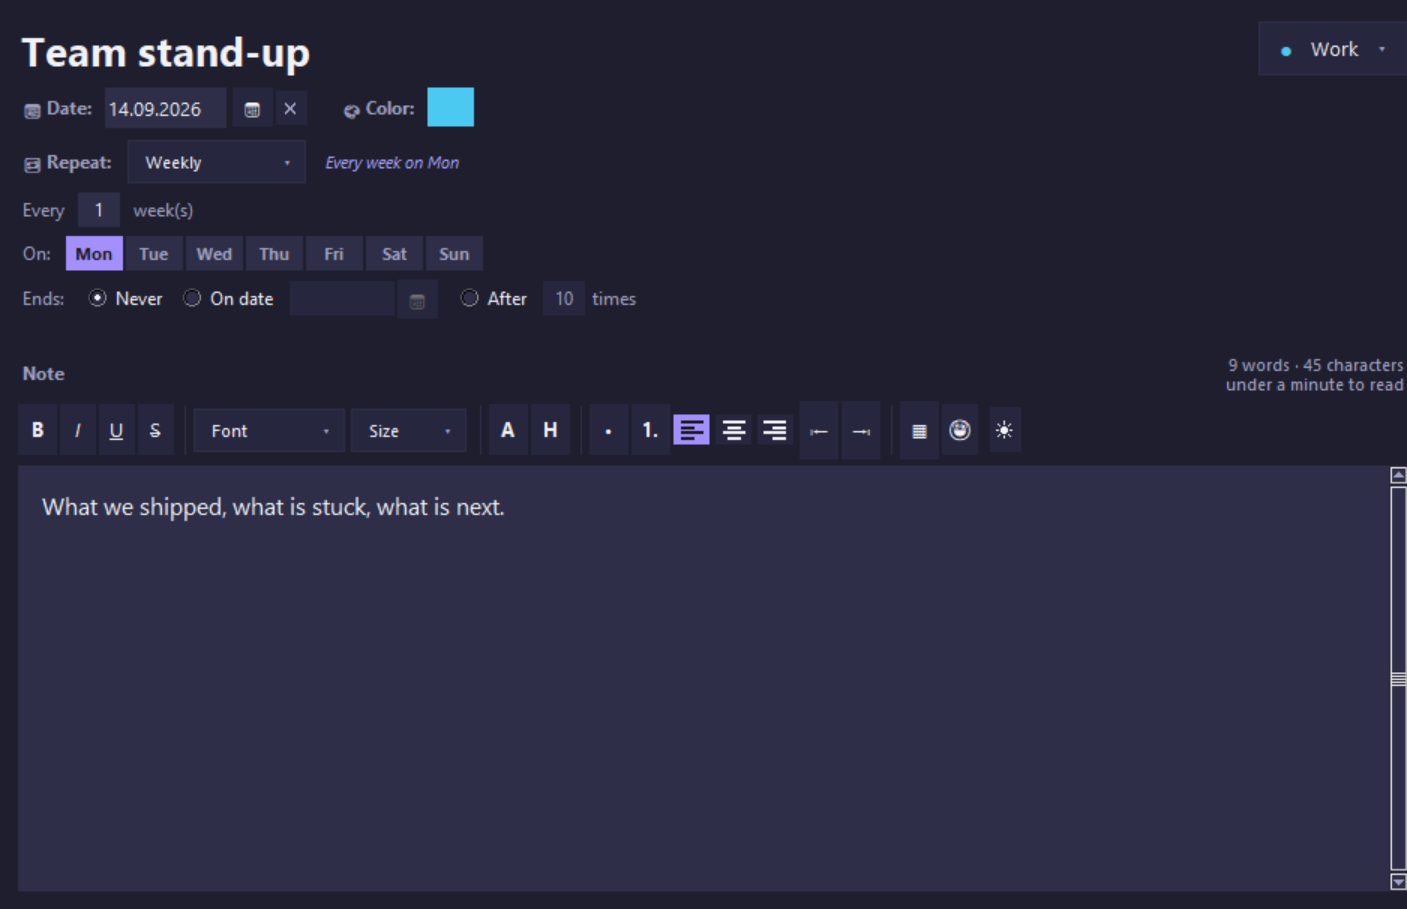 Team stand-up
Work
Date: 14.09.2026
Color:
Repeat: Weekly Every week on Mon
Every 1 week(s)
On: Mon Tue Wed Thu Fri Sat Sun
Ends: Never On date After 10 times
Note
9 words · 45 characters
under a minute to read
B I U S Font Size A H • 1.
What we shipped, what is stuck, what is next.